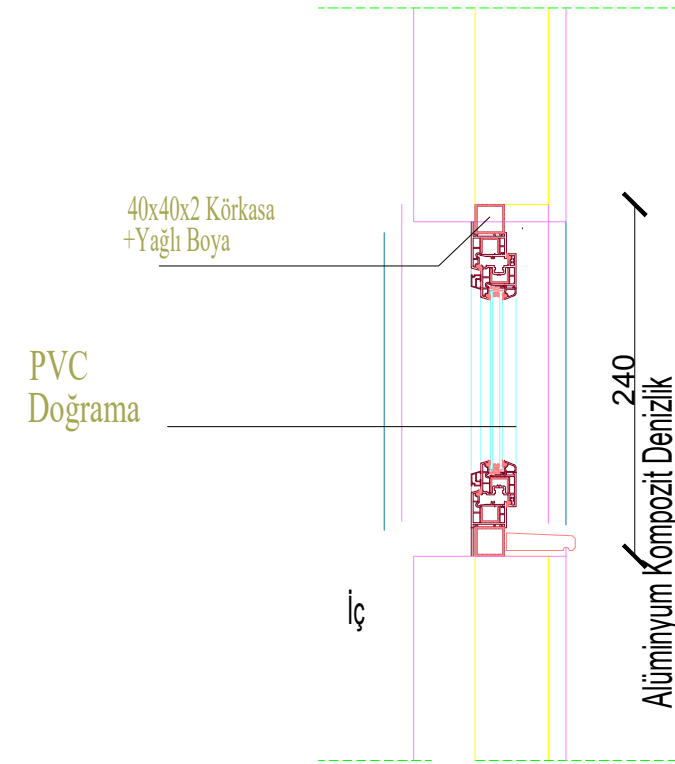 40x40x2 Körkasa
+Yağlı Boya
PVC
Doğrama
240
Alüminyum Kompozit Denizlik
İç